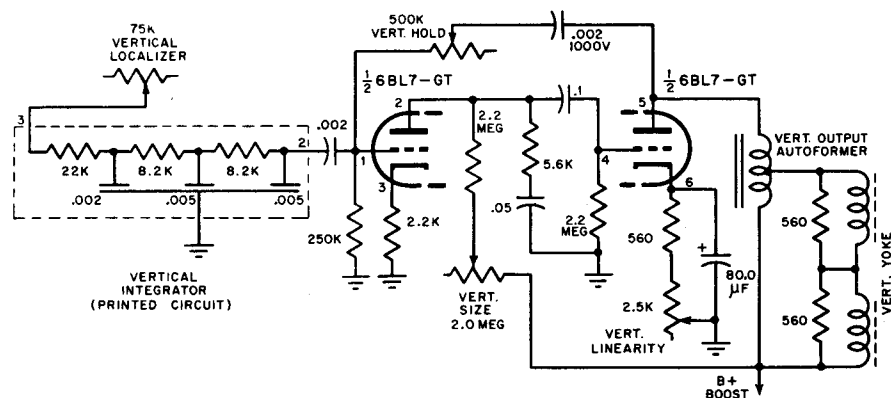 75K
VERTICAL
LOCALIZER
500K
VERT. HOLD
.002
1000V
½ 6BL7-GT
½ 6BL7-GT
3
22K
8.2K
8.2K
2
.002
.002
.005
.005
VERTICAL
INTEGRATOR
(PRINTED CIRCUIT)
1
2
3
250K
2.2K
2.2
MEG
5.6K
.05
.1
2.2
MEG
VERT.
SIZE
2.0 MEG
4
5
6
560
2.5K
VERT.
LINEARITY
+
80.0
µF
VERT. OUTPUT
AUTOFORMER
560
560
VERT. YOKE
B+
BOOST